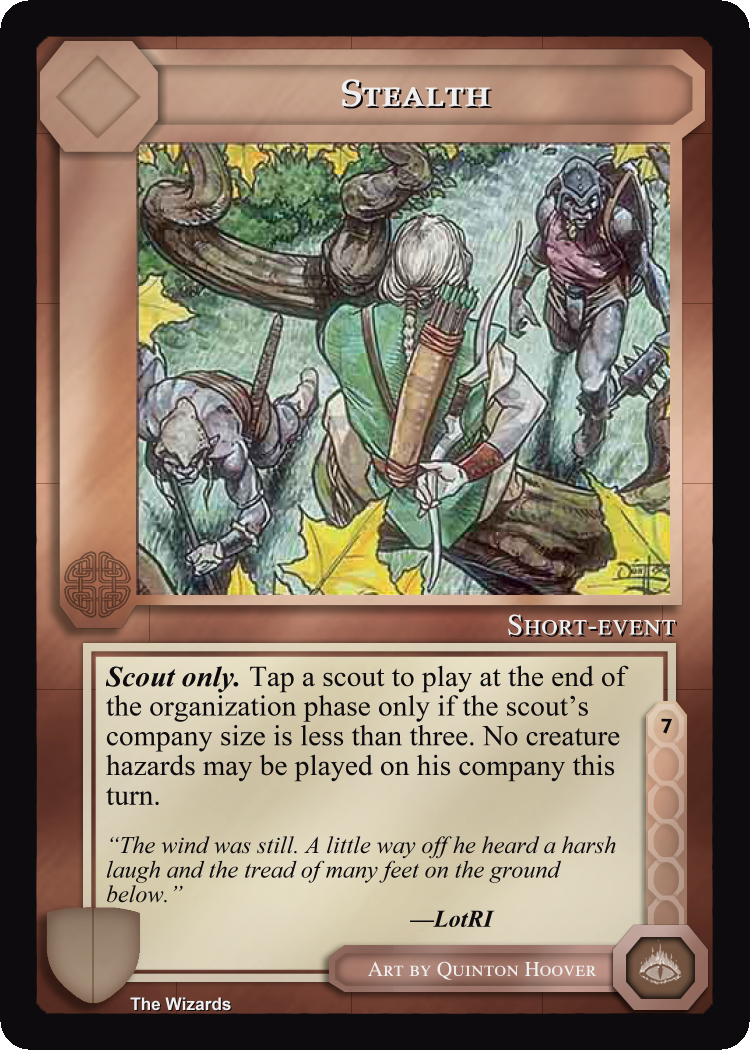 STEALTH
SHORT-EVENT
Scout only. Tap a scout to play at the end of
the organization phase only if the scout's
company size is less than three. No creature
hazards may be played on his company this
turn.
7
“The wind was still. A little way off he heard a harsh
laugh and the tread of many feet on the ground
below.”
—LotRI
ART BY QUINTON HOOVER
The Wizards